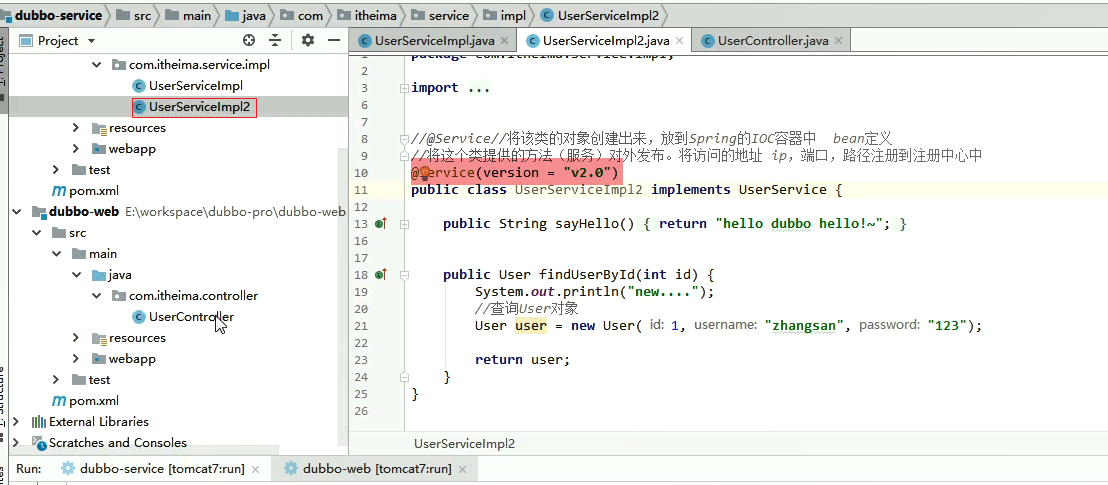 dubbo-service src main java com itheima service impl UserServiceImpl2
Project
UserServiceImpl.java UserServiceImpl2.java UserController.java
com.itheima.service.impl
UserServiceImpl
UserServiceImpl2
resources
webapp
test
pom.xml
dubbo-web E:\workspace\dubbo-pro\dubbo-web
src
main
java
com.itheima.controller
UserController
resources
webapp
test
pom.xml
External Libraries
Scratches and Consoles
1 package com.itheima.service.impl;
2
3 import ...
7
8 //@Service//将该类的对象创建出来，放到Spring的IOC容器中 bean定义
9 //将这个类提供的方法（服务）对外发布。将访问的地址 ip，端口，路径注册到注册中心中
10 @Service(version = "v2.0")
11 public class UserServiceImpl2 implements UserService {
12
13 public String sayHello() { return "hello dubbo hello!~"; }
16
17
18 public User findUserById(int id) {
19 System.out.println("new....");
20 //查询User对象
21 User user = new User( id: 1, username: "zhangsan", password: "123");
22
23 return user;
24 }
25 }
26
UserServiceImpl2
Run: dubbo-service [tomcat7:run] dubbo-web [tomcat7:run]